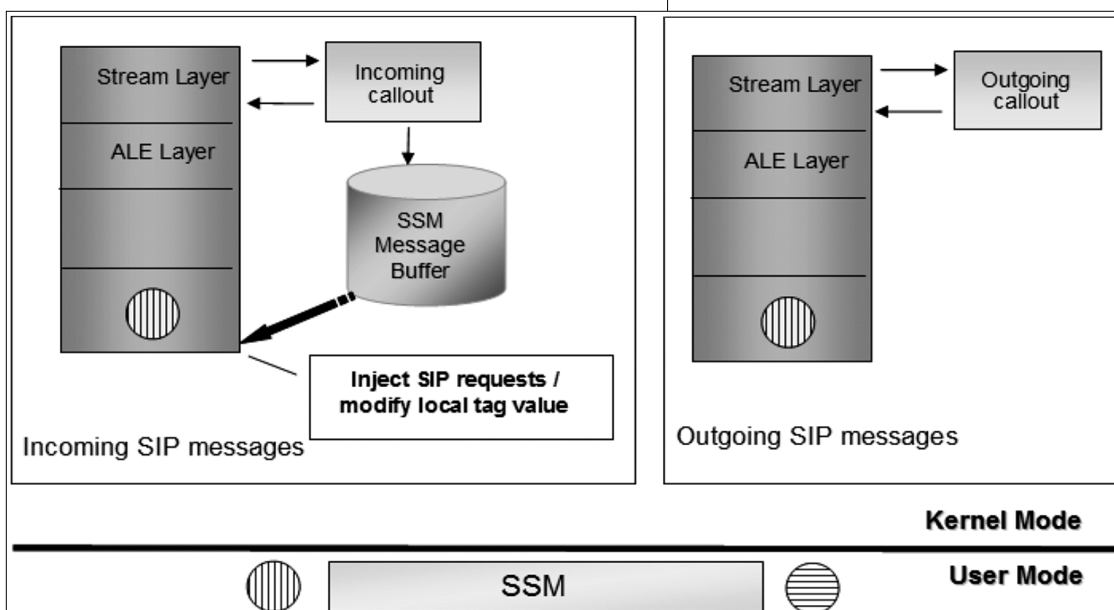 Stream Layer
ALE Layer
Incoming
callout
SSM
Message
Buffer
Inject SIP requests /
modify local tag value
Incoming SIP messages
Stream Layer
ALE Layer
Outgoing
callout
Outgoing SIP messages
Kernel Mode
User Mode
SSM